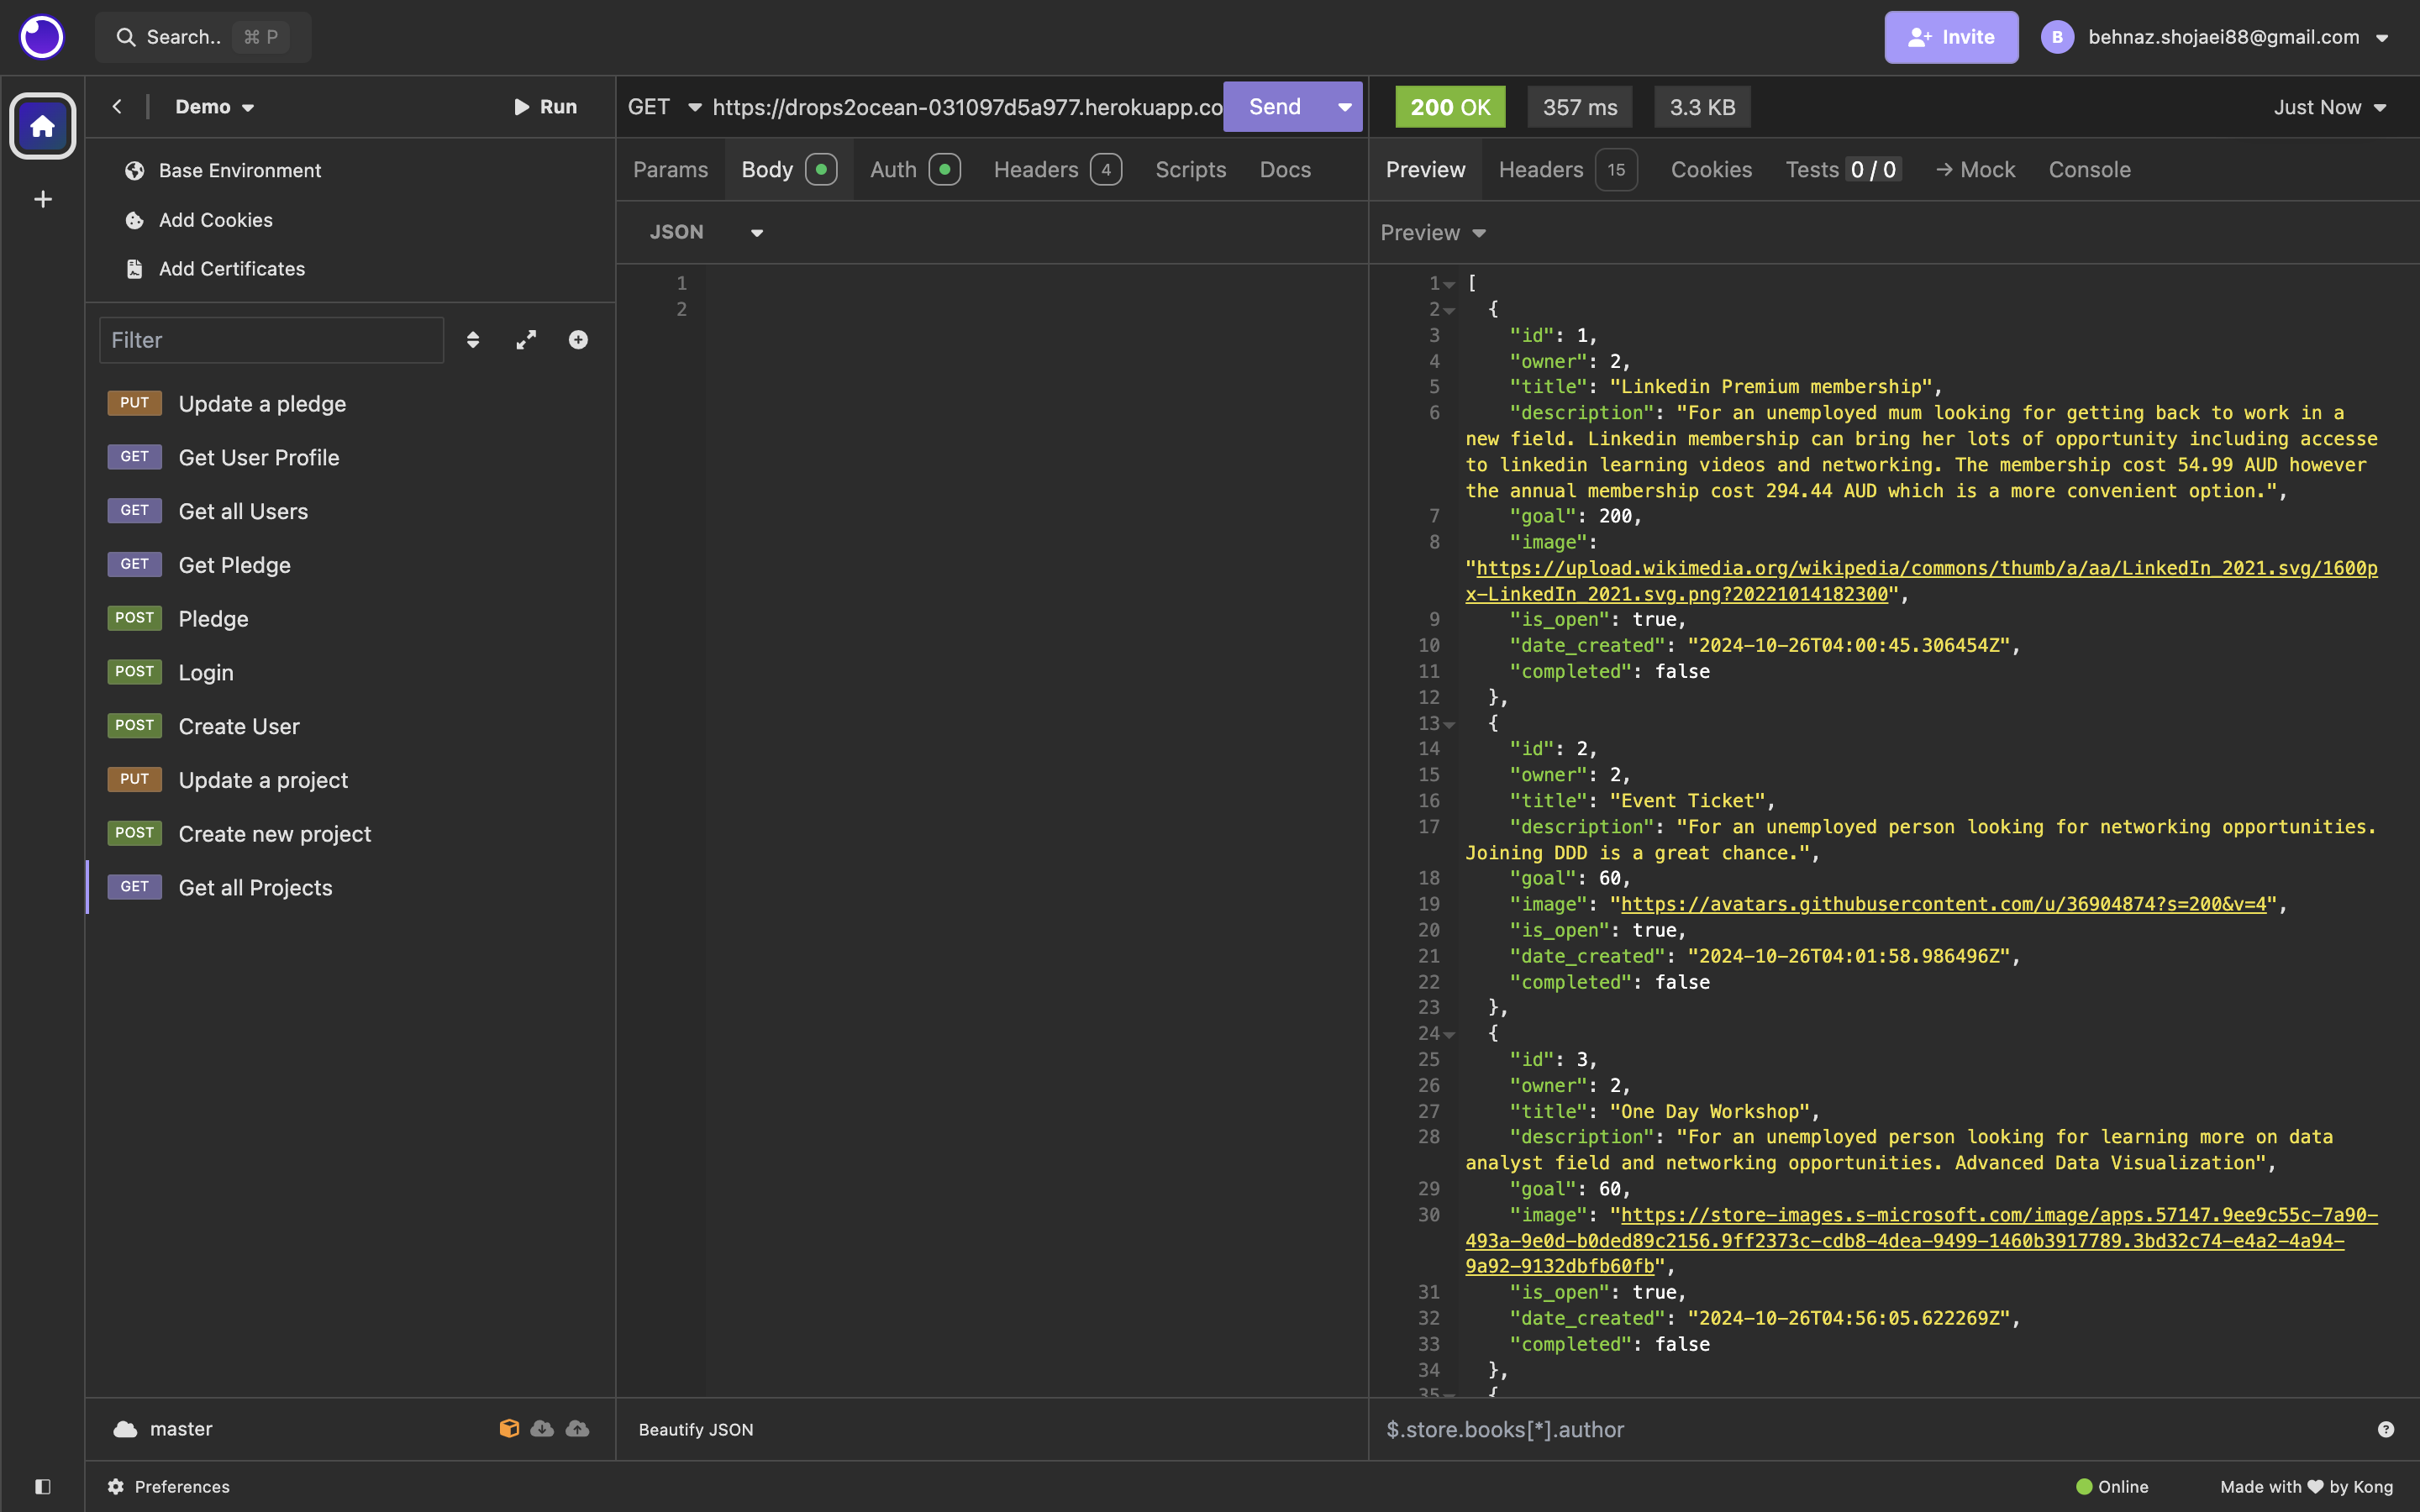 Search.. ⌘ P
Invite
B behnaz.shojaei88@gmail.com
Demo
Run
Base Environment
Add Cookies
Add Certificates
Filter
PUT Update a pledge
GET Get User Profile
GET Get all Users
GET Get Pledge
POST Pledge
POST Login
POST Create User
PUT Update a project
POST Create new project
GET Get all Projects
master
Preferences
GET https://drops2ocean-031097d5a977.herokuapp.co Send
Params Body Auth Headers 4 Scripts Docs
JSON
1
2
Beautify JSON
200 OK 357 ms 3.3 KB Just Now
Preview Headers 15 Cookies Tests 0 / 0 → Mock Console
Preview
1 [
2 {
3 "id": 1,
4 "owner": 2,
5 "title": "Linkedin Premium membership",
6 "description": "For an unemployed mum looking for getting back to work in a
new field. Linkedin membership can bring her lots of opportunity including accesse
to linkedin learning videos and networking. The membership cost 54.99 AUD however
the annual membership cost 294.44 AUD which is a more convenient option.",
7 "goal": 200,
8 "image":
"https://upload.wikimedia.org/wikipedia/commons/thumb/a/aa/LinkedIn_2021.svg/1600p
x-LinkedIn_2021.svg.png?20221014182300",
9 "is_open": true,
10 "date_created": "2024-10-26T04:00:45.306454Z",
11 "completed": false
12 },
13 {
14 "id": 2,
15 "owner": 2,
16 "title": "Event Ticket",
17 "description": "For an unemployed person looking for networking opportunities.
Joining DDD is a great chance.",
18 "goal": 60,
19 "image": "https://avatars.githubusercontent.com/u/36904874?s=200&v=4",
20 "is_open": true,
21 "date_created": "2024-10-26T04:01:58.986496Z",
22 "completed": false
23 },
24 {
25 "id": 3,
26 "owner": 2,
27 "title": "One Day Workshop",
28 "description": "For an unemployed person looking for learning more on data
analyst field and networking opportunities. Advanced Data Visualization",
29 "goal": 60,
30 "image": "https://store-images.s-microsoft.com/image/apps.57147.9ee9c55c-7a90-
493a-9e0d-b0ded89c2156.9ff2373c-cdb8-4dea-9499-1460b3917789.3bd32c74-e4a2-4a94-
9a92-9132dbfb60fb",
31 "is_open": true,
32 "date_created": "2024-10-26T04:56:05.622269Z",
33 "completed": false
34 },
35 {
$.store.books[*].author
Online
Made with ♥ by Kong